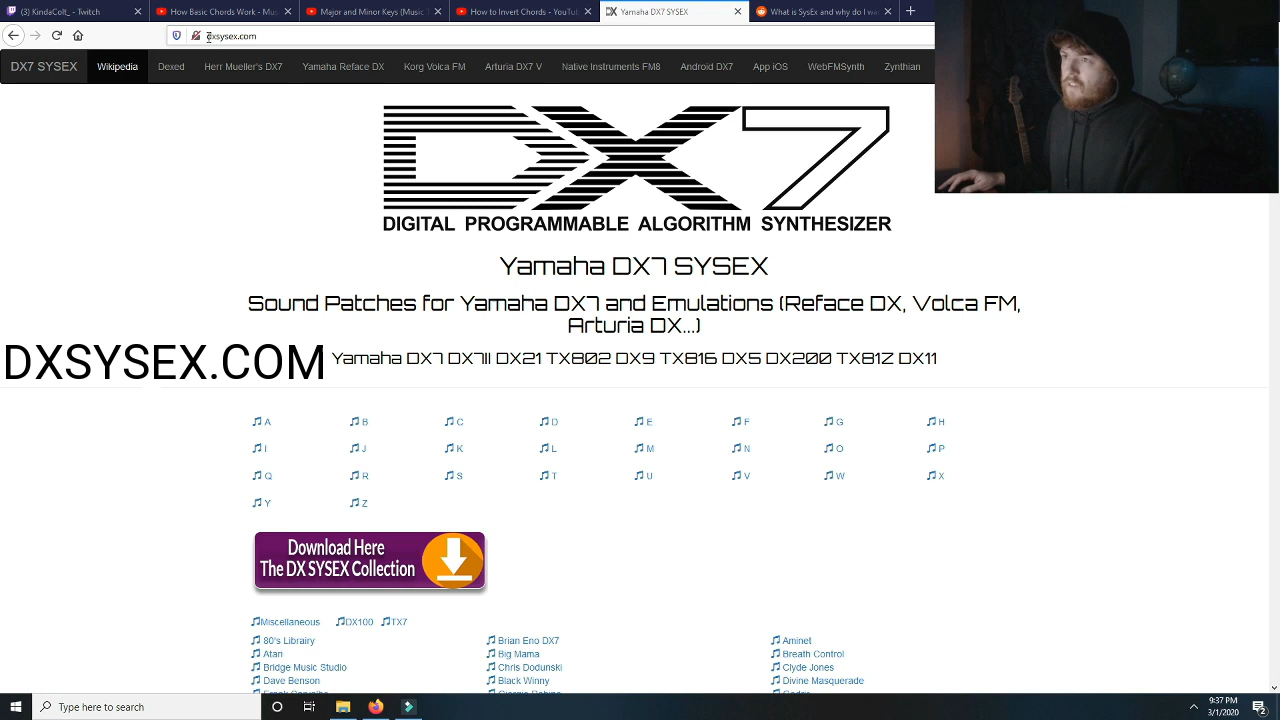 (3) KindaColt_ - Twitch
How Basic Chords Work - Mus
Major and Minor Keys (Music T
How to Invert Chords - YouTub
Yamaha DX7 SYSEX
What is SysEx and why do I wa
dxsysex.com
DX7 SYSEX Wikipedia Dexed Herr Mueller's DX7 Yamaha Reface DX Korg Volca FM Arturia DX7 V Native Instruments FM8 Android DX7 App iOS WebFMSynth Zynthian
DX7
DIGITAL PROGRAMMABLE ALGORITHM SYNTHESIZER
Yamaha DX7 SYSEX
Sound Patches for Yamaha DX7 and Emulations (Reface DX, Volca FM,
Arturia DX...)
DXSYSEX.COM
Yamaha DX7 DX7II DX21 TX802 DX9 TX816 DX5 DX200 TX81Z DX11
A B C D E F G H
I J K L M N O P
Q R S T U V W X
Y Z
Download Here
The DX SYSEX Collection
Miscellaneous DX100 TX7
80's Librairy Brian Eno DX7 Aminet
Atari Big Mama Breath Control
Bridge Music Studio Chris Dodunski Clyde Jones
Dave Benson Black Winny Divine Masquerade
Type here to search
9:37 PM
3/1/2020
2